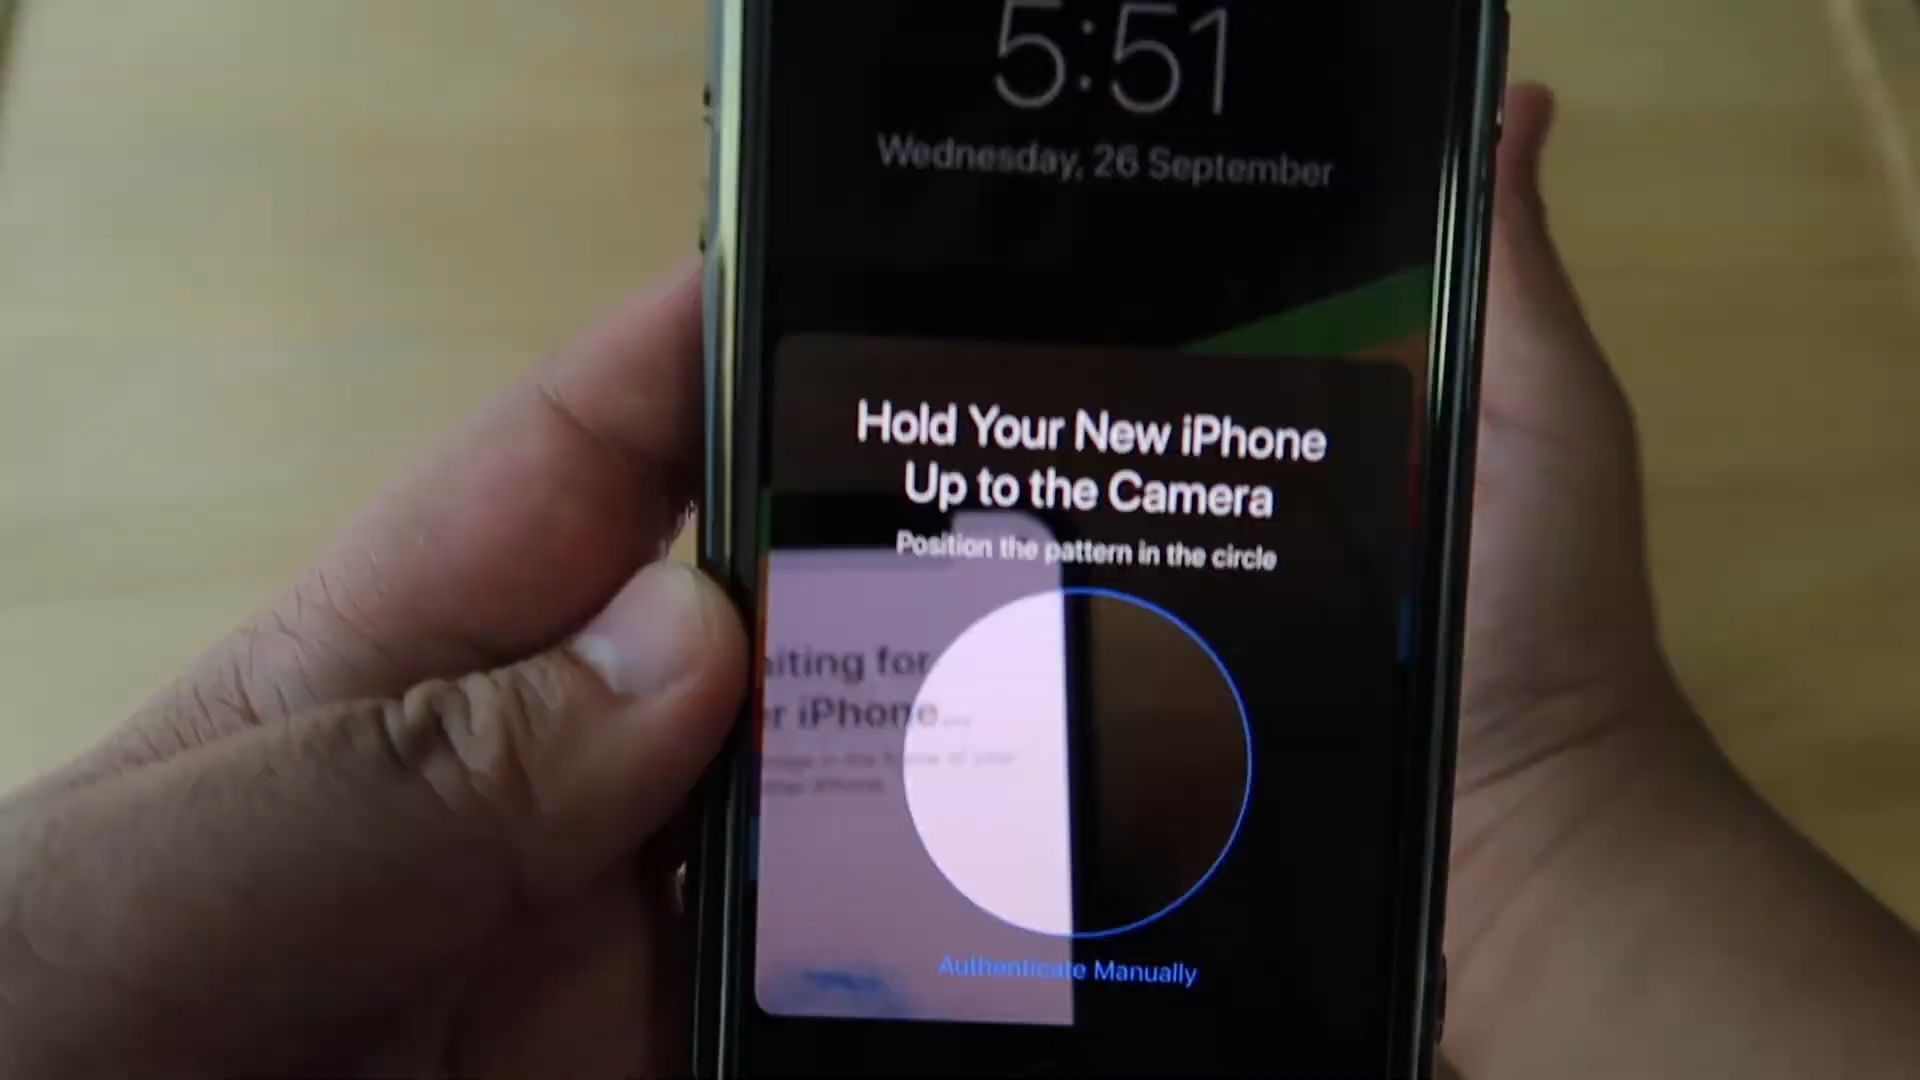 5:51
Wednesday, 26 September
Hold Your New iPhone
Up to the Camera
Position the pattern in the circle
iting for
r iPhone...
Authenticate Manually